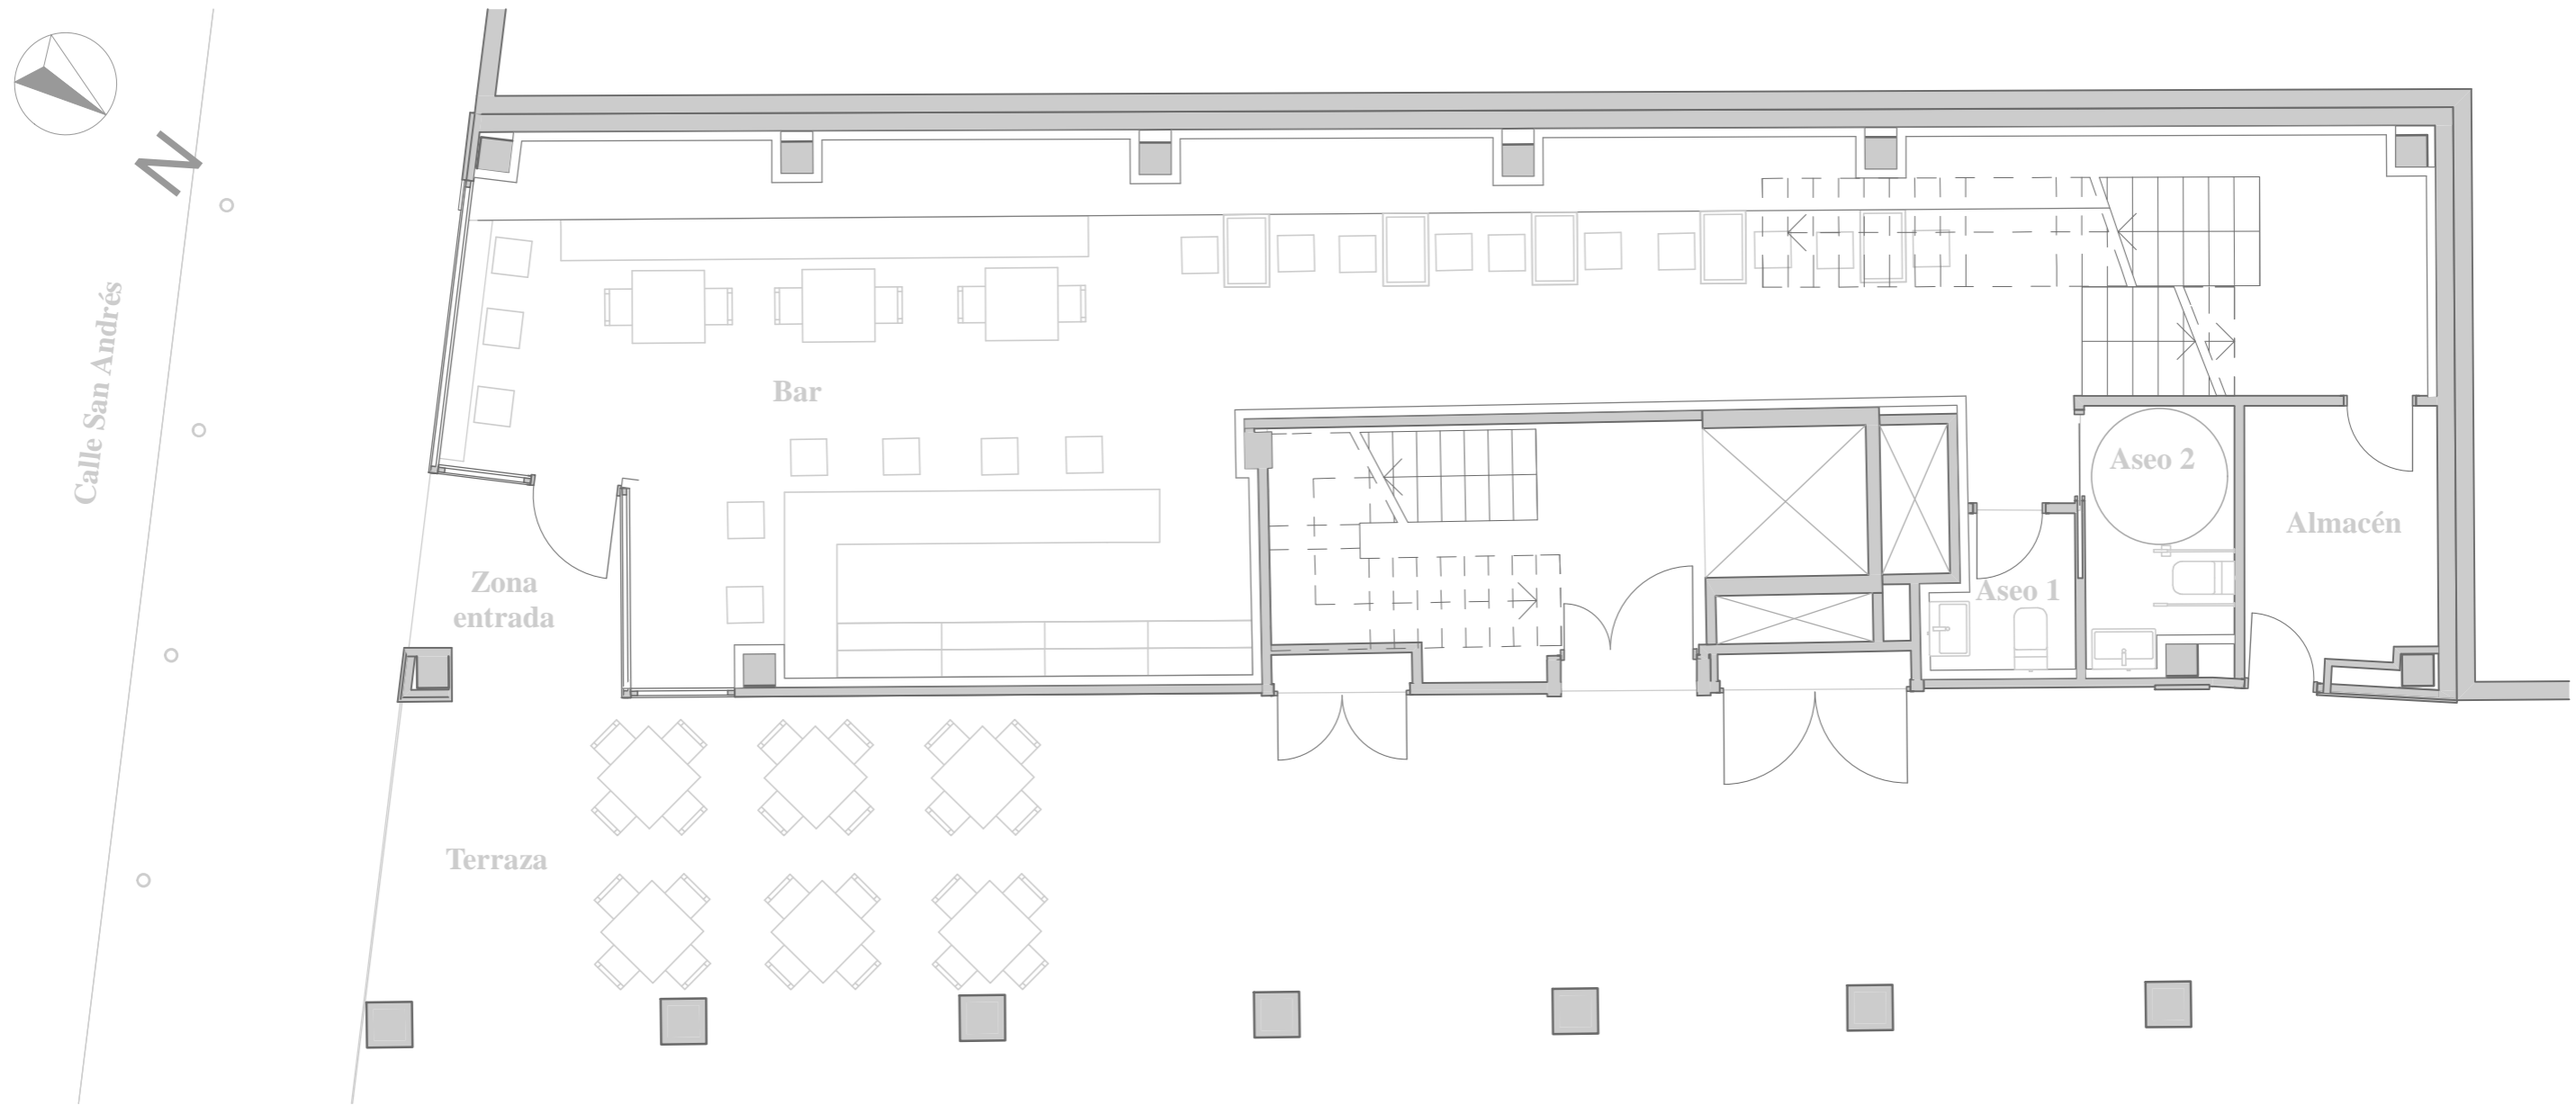 N
Calle San Andrés
Bar
Aseo 2
Almacén
Zona
entrada
Aseo 1
Terraza